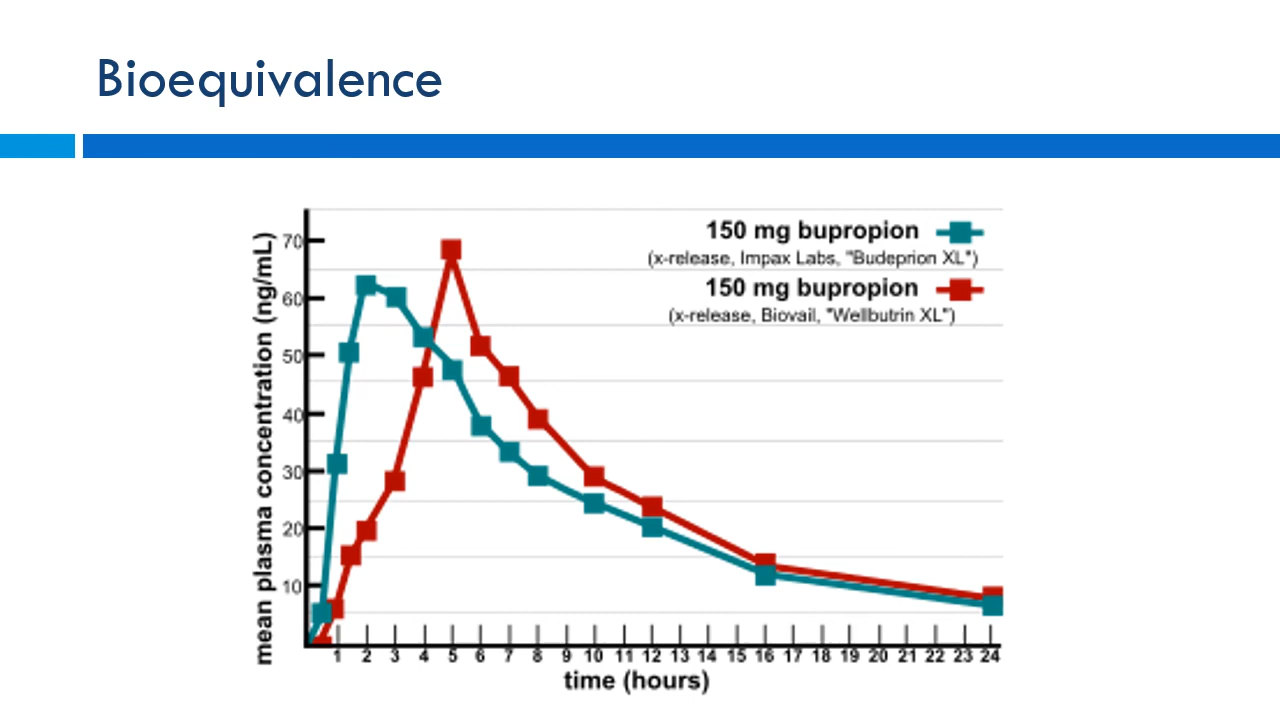 Bioequivalence
150 mg bupropion
(x-release, Impax Labs, "Budeprion XL")
150 mg bupropion
(x-release, Biovail, "Wellbutrin XL")
mean plasma concentration (ng/mL)
70
60
50
40
30
20
10
1 2 3 4 5 6 7 8 9 10 11 12 13 14 15 16 17 18 19 20 21 22 23 24
time (hours)